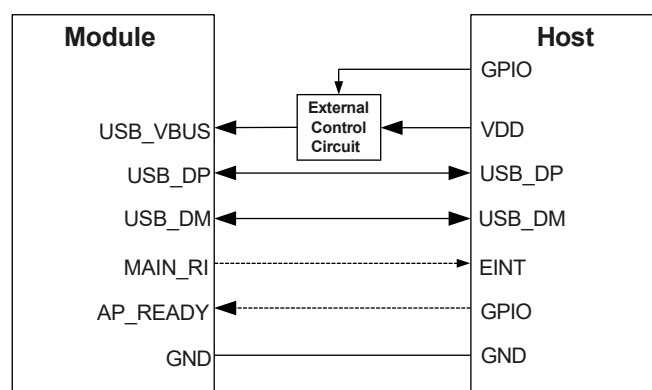 Module Host
GPIO
External
Control
Circuit
USB_VBUS VDD
USB_DP USB_DP
USB_DM USB_DM
MAIN_RI EINT
AP_READY GPIO
GND GND